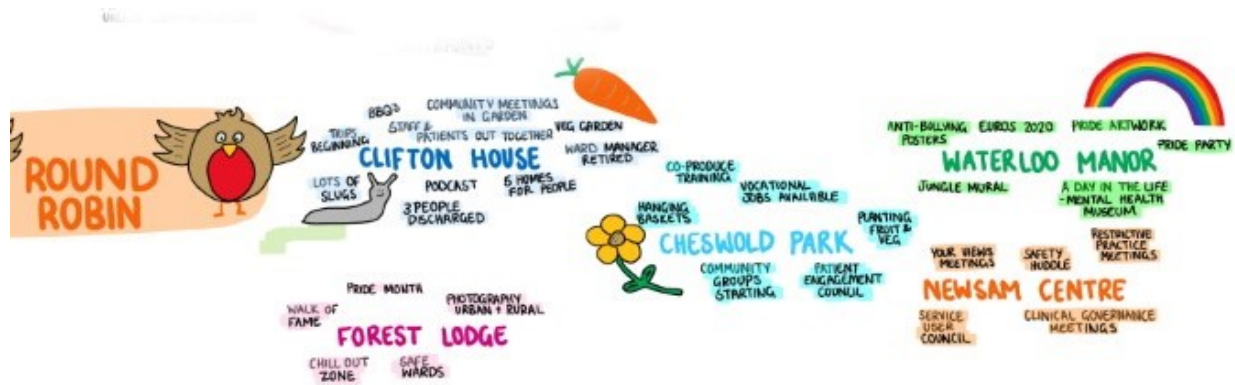 ROUND
ROBIN
BBQs
COMMUNITY MEETINGS
IN GARDEN
TRIPS
BEGINNING
STAFF &
PATIENTS OUT TOGETHER
VEG GARDEN
CLIFTON HOUSE
WARD MANAGER
RETIRED
LOTS OF
SLUGS
PODCAST
3 PEOPLE
DISCHARGED
5 HOMES
FOR PEOPLE
PRIDE MONTH
WALK OF
FAME
PHOTOGRAPHY
URBAN + RURAL
FOREST LODGE
CHILL OUT
ZONE
SAFE
WARDS
CO-PRODUCE
TRAINING
VOCATIONAL
JOBS AVAILABLE
HANGING
BASKETS
PLANTING
FRUIT &
VEG
CHESWOLD PARK
COMMUNITY
GROUPS
STARTING
PATIENT
ENGAGEMENT
COUNCIL
ANTI-BULLYING
POSTERS
EUROS 2020
PRIDE ARTWORK
PRIDE PARTY
WATERLOO MANOR
JUNGLE MURAL
A DAY IN THE LIFE
-MENTAL HEALTH
MUSEUM
YOUR VIEWS
MEETINGS
SAFETY
HUDDLE
RESTRICTIVE
PRACTICE
MEETINGS
NEWSAM CENTRE
SERVICE
USER
COUNCIL
CLINICAL GOVERNANCE
MEETINGS